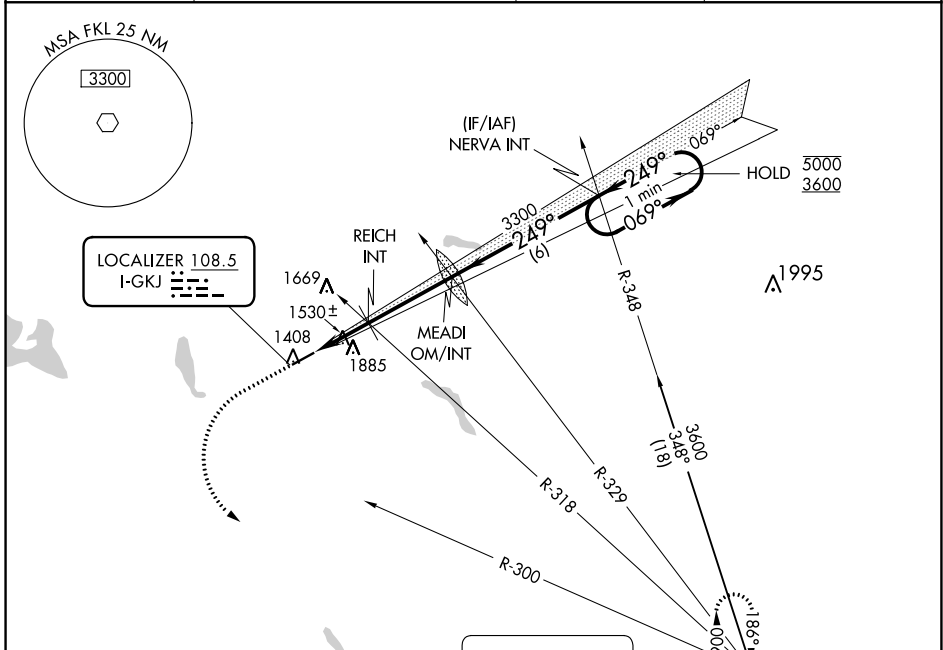 MSA FKL 25 NM
3300
(IF/IAF)
NERVA INT
069°
249°
1 min
069°
HOLD
5000
3600
3300
249°
(6)
REICH
INT
LOCALIZER 108.5
I-GKJ
1669
1530±
1408
1885
MEADI
OM/INT
1995
R-348
3600
348°
(18)
R-329
R-318
R-300
186°